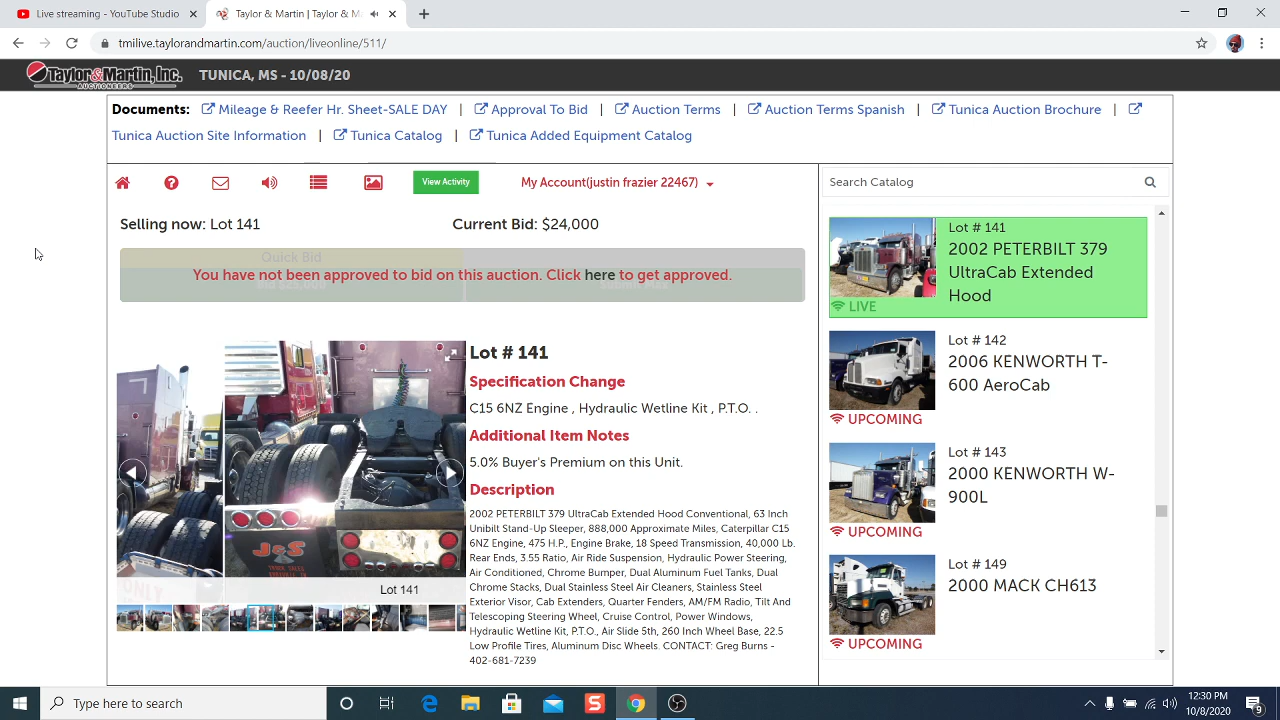 Live streaming - YouTube Studio
Taylor & Martin | Taylor & M
tmlive.taylorandmartin.com/auction/liveonline/511/
Taylor&Martin, Inc. AUCTIONEERS
TUNICA, MS - 10/08/20
Documents: Mileage & Reefer Hr. Sheet-SALE DAY | Approval To Bid | Auction Terms | Auction Terms Spanish | Tunica Auction Brochure |
Tunica Auction Site Information | Tunica Catalog | Tunica Added Equipment Catalog
View Activity
My Account(justin frazier 22467)
Selling now: Lot 141
Current Bid: $24,000
Quick Bid
You have not been approved to bid on this auction. Click here to get approved.
Lot # 141
Specification Change
C15 6NZ Engine , Hydraulic Wetline Kit , P.T.O. .
Additional Item Notes
5.0% Buyer's Premium on this Unit.
Description
2002 PETERBILT 379 UltraCab Extended Hood Conventional, 63 Inch
Unibilt Stand-Up Sleeper, 888,000 Approximate Miles, Caterpillar C15
6NZ Engine, 475 H.P., Engine Brake, 18 Speed Transmission, 40,000 Lb.
Rear Ends, 3.55 Ratio, Air Ride Suspension, Hydraulic Power Steering,
Air Conditioned, Chrome Bumper, Dual Aluminum Fuel Tanks, Dual
Chrome Stacks, Dual Stainless Steel Air Cleaners, Stainless Steel
Exterior Visor, Cab Extenders, Quarter Fenders, AM/FM Radio, Tilt And
Telescoping Steering Wheel, Cruise Control, Power Windows,
Hydraulic Wetline Kit, P.T.O., Air Slide 5th, 260 Inch Wheel Base, 22.5
Low Profile Tires, Aluminum Disc Wheels. CONTACT: Greg Burns -
402-681-7239
J&S
TRUCK SALES
Lot 141
Search Catalog
Lot # 141
2002 PETERBILT 379
UltraCab Extended
Hood
LIVE
Lot # 142
2006 KENWORTH T-
600 AeroCab
UPCOMING
Lot # 143
2000 KENWORTH W-
900L
UPCOMING
Lot # 149
2000 MACK CH613
UPCOMING
Type here to search
12:30 PM
10/8/2020
9